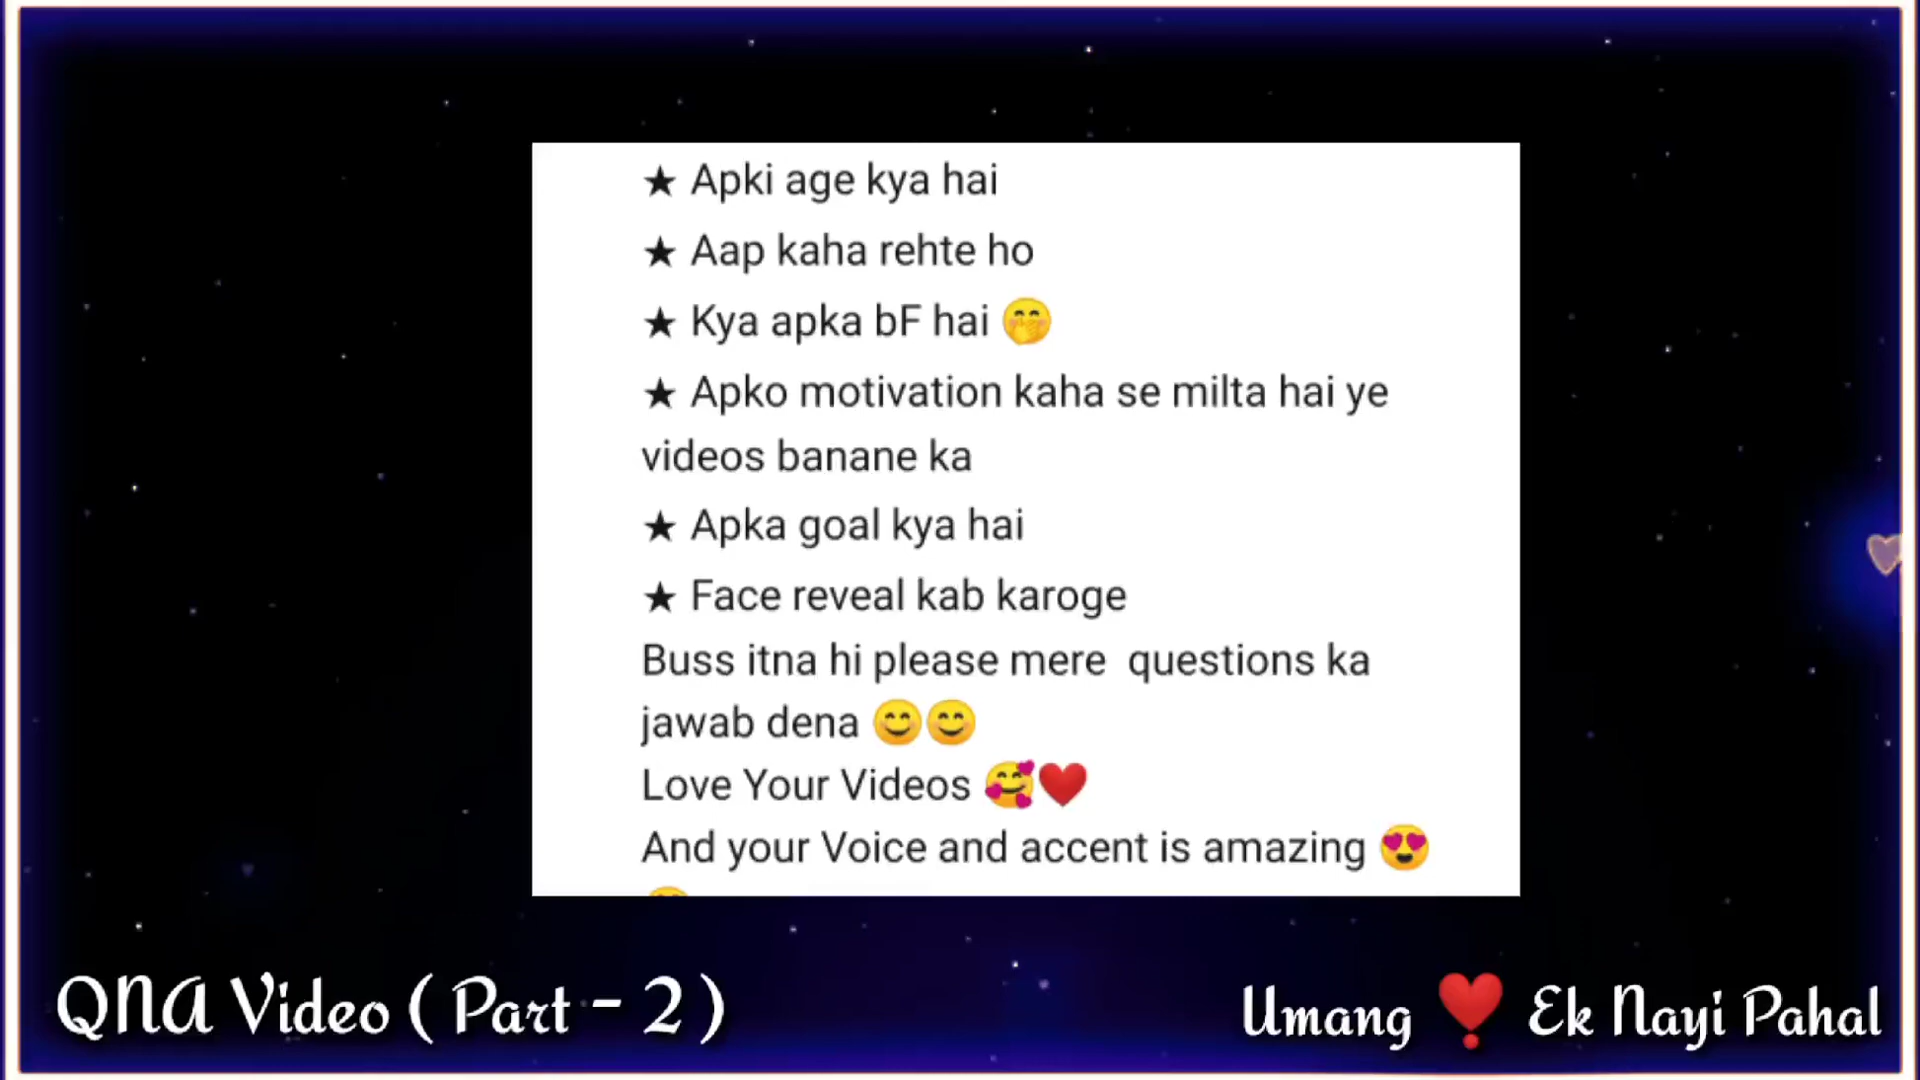 ★ Apki age kya hai
★ Aap kaha rehte ho
★ Kya apka bF hai 🤭
★ Apko motivation kaha se milta hai ye
videos banane ka
★ Apka goal kya hai
★ Face reveal kab karoge
Buss itna hi please mere  questions ka
jawab dena 😊😊
Love Your Videos 🥰❤️
And your Voice and accent is amazing 😍
QNA Video ( Part - 2 )
Umang ❣️ Ek Nayi Pahal